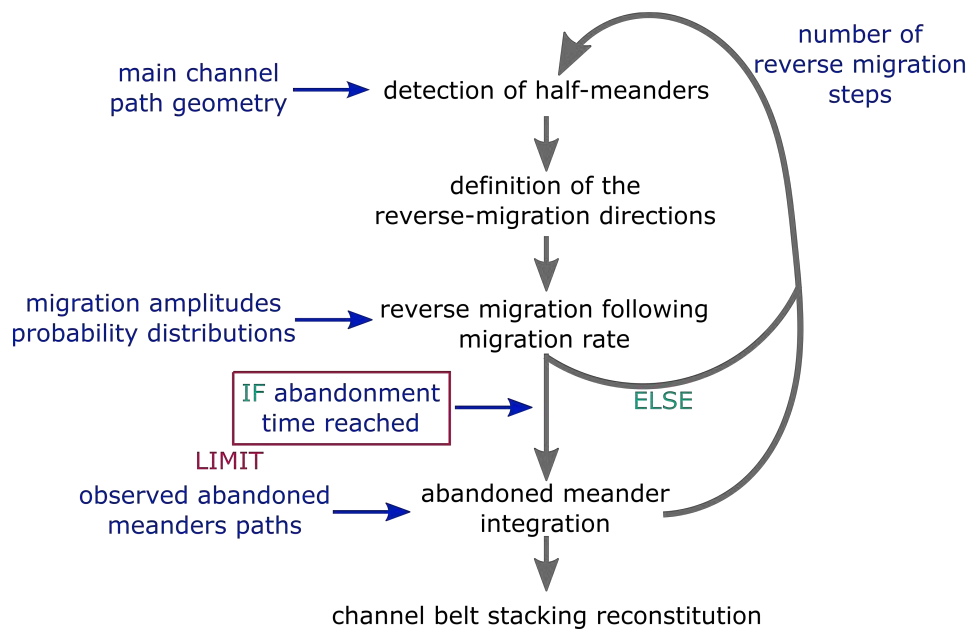 number of
reverse migration
steps
main channel
path geometry
detection of half-meanders
definition of the
reverse-migration directions
migration amplitudes
probability distributions
reverse migration following
migration rate
IF abandonment
time reached
ELSE
LIMIT
observed abandoned
meanders paths
abandoned meander
integration
channel belt stacking reconstitution